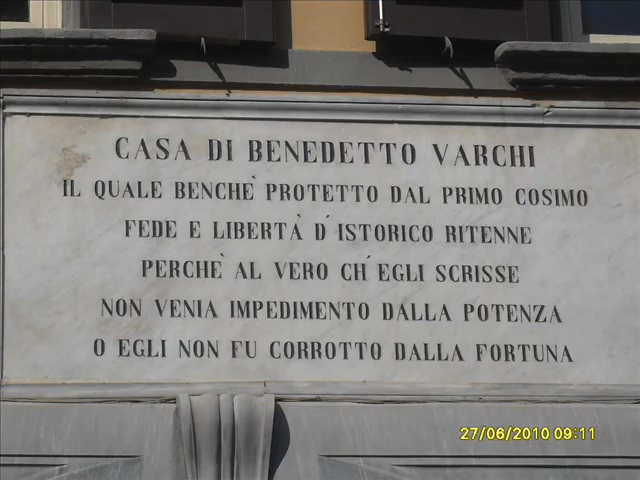 CASA DI BENEDETTO VARCHI
IL QUALE BENCHE' PROTETTO DAL PRIMO COSIMO
FEDE E LIBERTÀ D'ISTORICO RITENNE
PERCHE' AL VERO CH'EGLI SCRISSE
NON VENIA IMPEDIMENTO DALLA POTENZA
O EGLI NON FU CORROTTO DALLA FORTUNA
27/06/2010 09:11